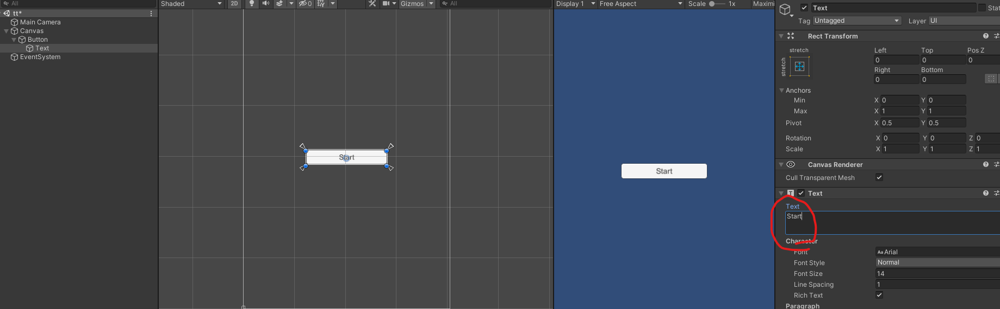 All
Shaded
2D
0
Gizmos
All
Display 1
Free Aspect
Scale
1x
Maximi
Text
Stat
Tag
Untagged
Layer
UI
tt*
Main Camera
Canvas
Button
Text
EventSystem
Start
Start
Rect Transform
stretch
stretch
Left
Top
Pos Z
0
0
0
Right
Bottom
0
0
Anchors
Min
X 0
Y 0
Max
X 1
Y 1
Pivot
X 0.5
Y 0.5
Rotation
X 0
Y 0
Z 0
Scale
X 1
Y 1
Z 1
Canvas Renderer
Cull Transparent Mesh
T
Text
Text
Start
Character
Font
Aa Arial
Font Style
Normal
Font Size
14
Line Spacing
1
Rich Text
Paragraph